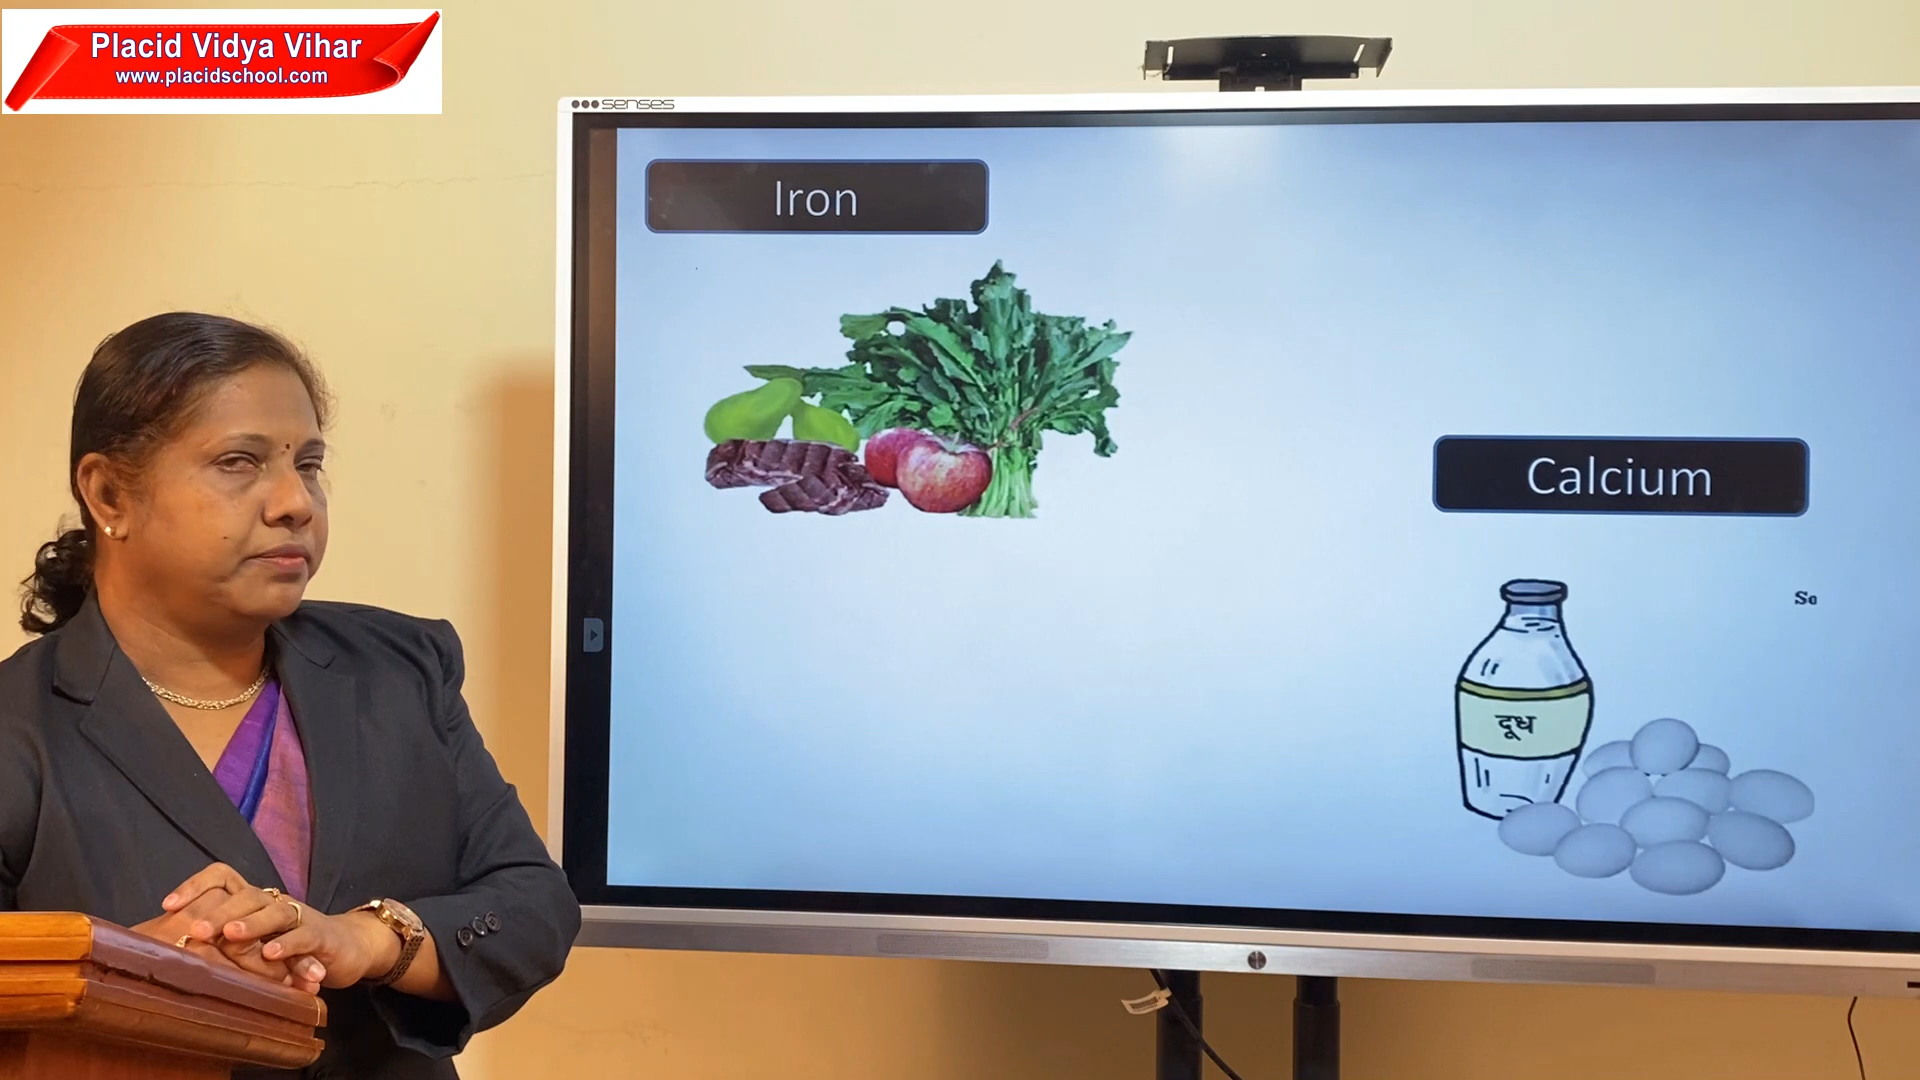 Placid Vidya Vihar
www.placidschool.com
senses
Iron
Calcium
So
दूध